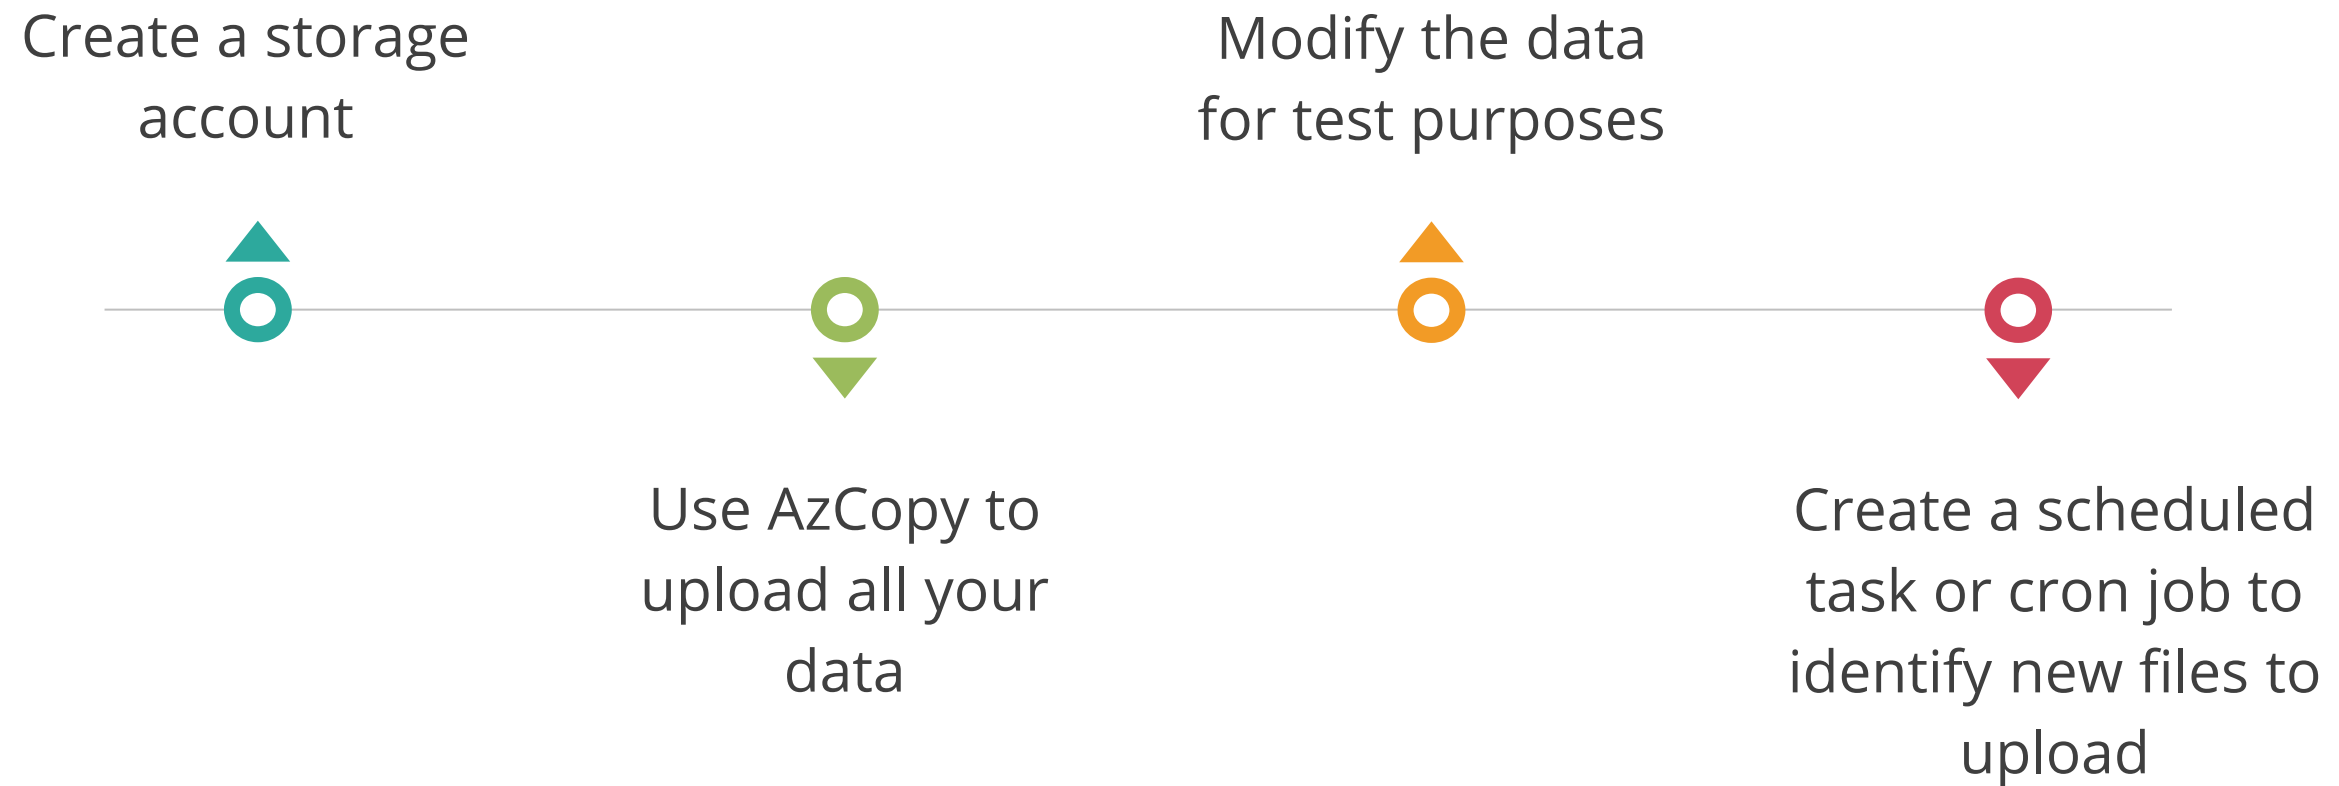 Create a storage
account
Use AzCopy to
upload all your
data
Modify the data
for test purposes
Create a scheduled
task or cron job to
identify new files to
upload